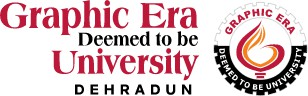 Graphic Era
Deemed to be
University
DEHRADUN
GRAPHIC ERA
DEEMED TO BE UNIVERSITY